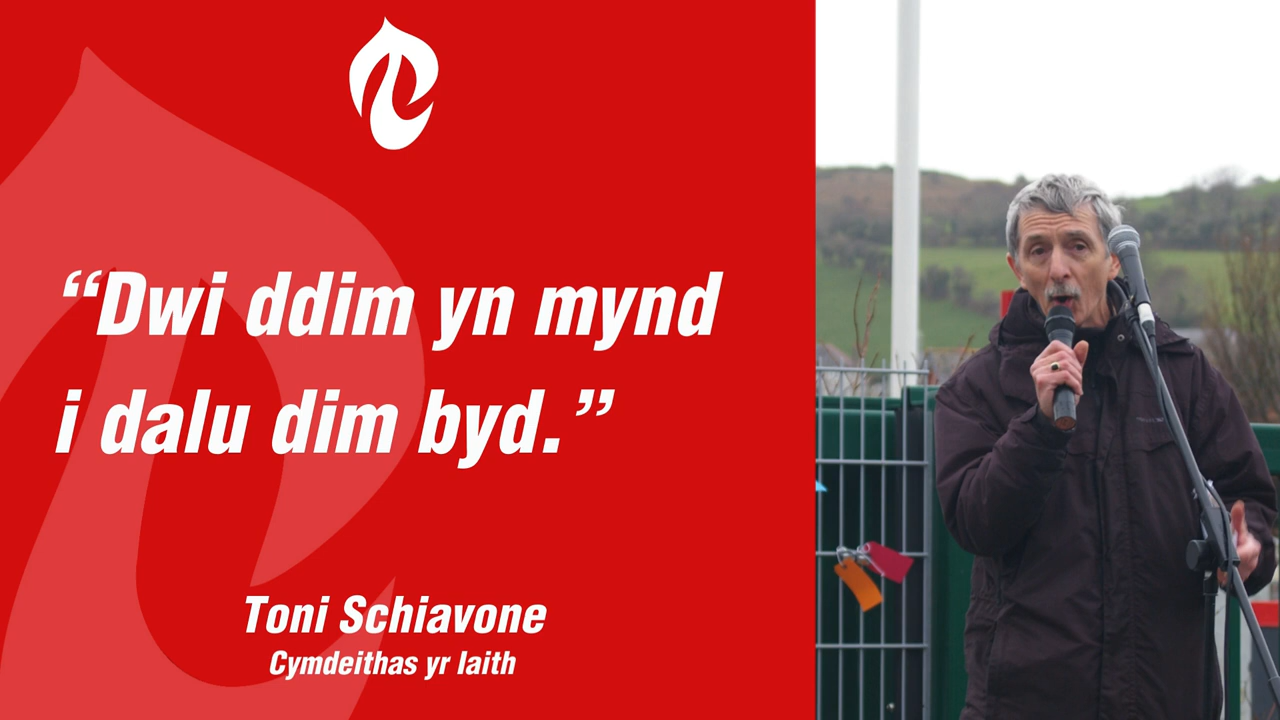 “Dwi ddim yn mynd
i dalu dim byd.”
Toni Schiavone
Cymdeithas yr Iaith